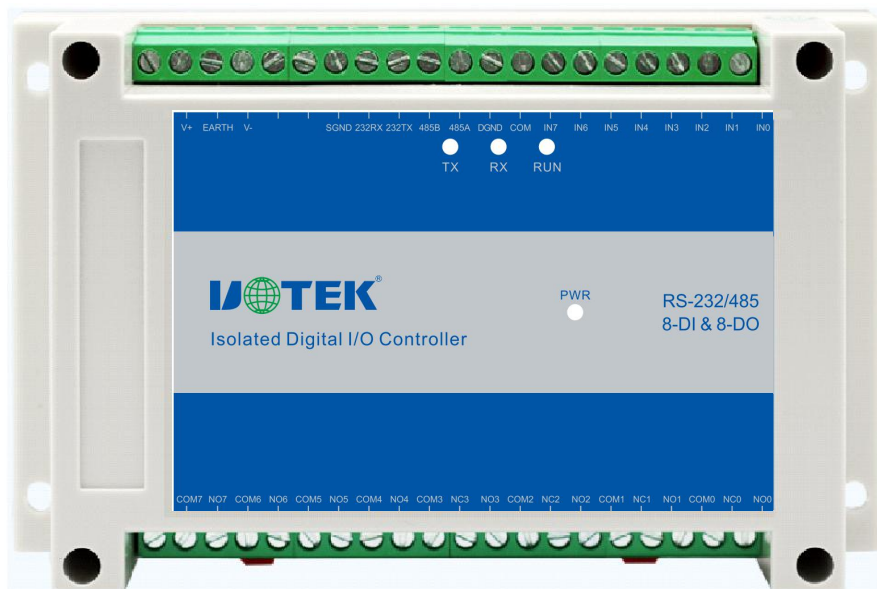 V+ EARTH V- SGND 232RX 232TX 485B 485A DGND COM IN7 IN6 IN5 IN4 IN3 IN2 IN1 IN0
TX RX RUN
UOTEK®
PWR
RS-232/485
Isolated Digital I/O Controller
8-DI & 8-DO
COM7 NO7 COM6 NO6 COM5 NO5 COM4 NO4 COM3 NC3 NO3 COM2 NC2 NO2 COM1 NC1 NO1 COM0 NC0 NO0